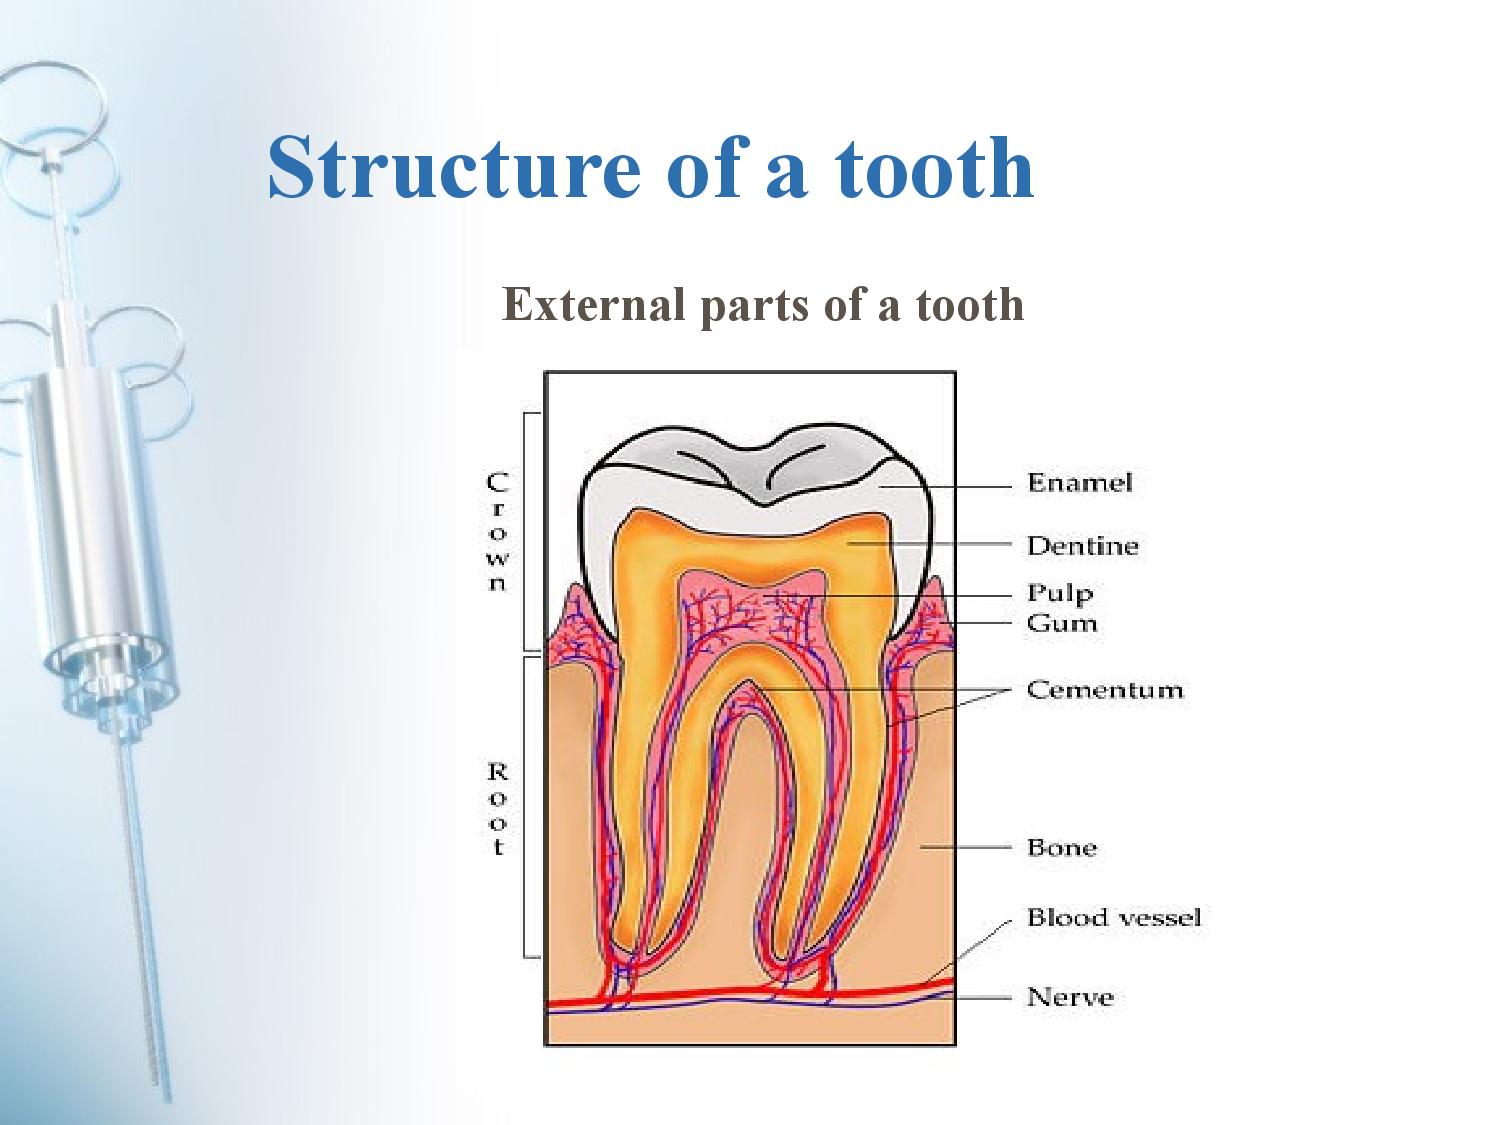 Structure of a tooth
External parts of a tooth
Crown
Root
Enamel
Dentine
Pulp
Gum
Cementum
Bone
Blood vessel
Nerve